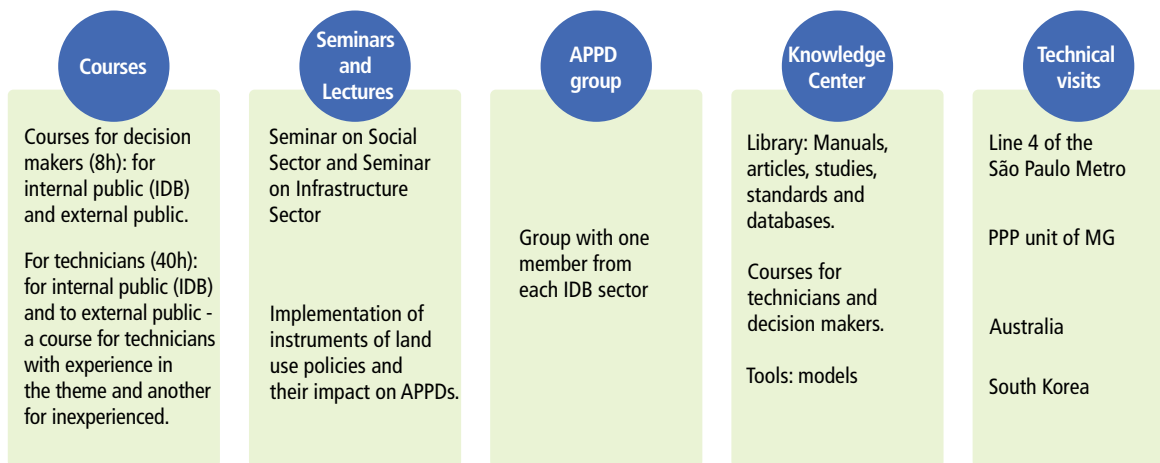 Courses
Courses for decision
makers (8h): for
internal public (IDB)
and external public.
For technicians (40h):
for internal public (IDB)
and to external public -
a course for technicians
with experience in
the theme and another
for inexperienced.
Seminars
and
Lectures
Seminar on Social
Sector and Seminar
on Infrastructure
Sector
Implementation of
instruments of land
use policies and
their impact on APPDs.
APPD
group
Group with one
member from
each IDB sector
Knowledge
Center
Library: Manuals,
articles, studies,
standards and
databases.
Courses for
technicians and
decision makers.
Tools: models
Technical
visits
Line 4 of the
São Paulo Metro
PPP unit of MG
Australia
South Korea